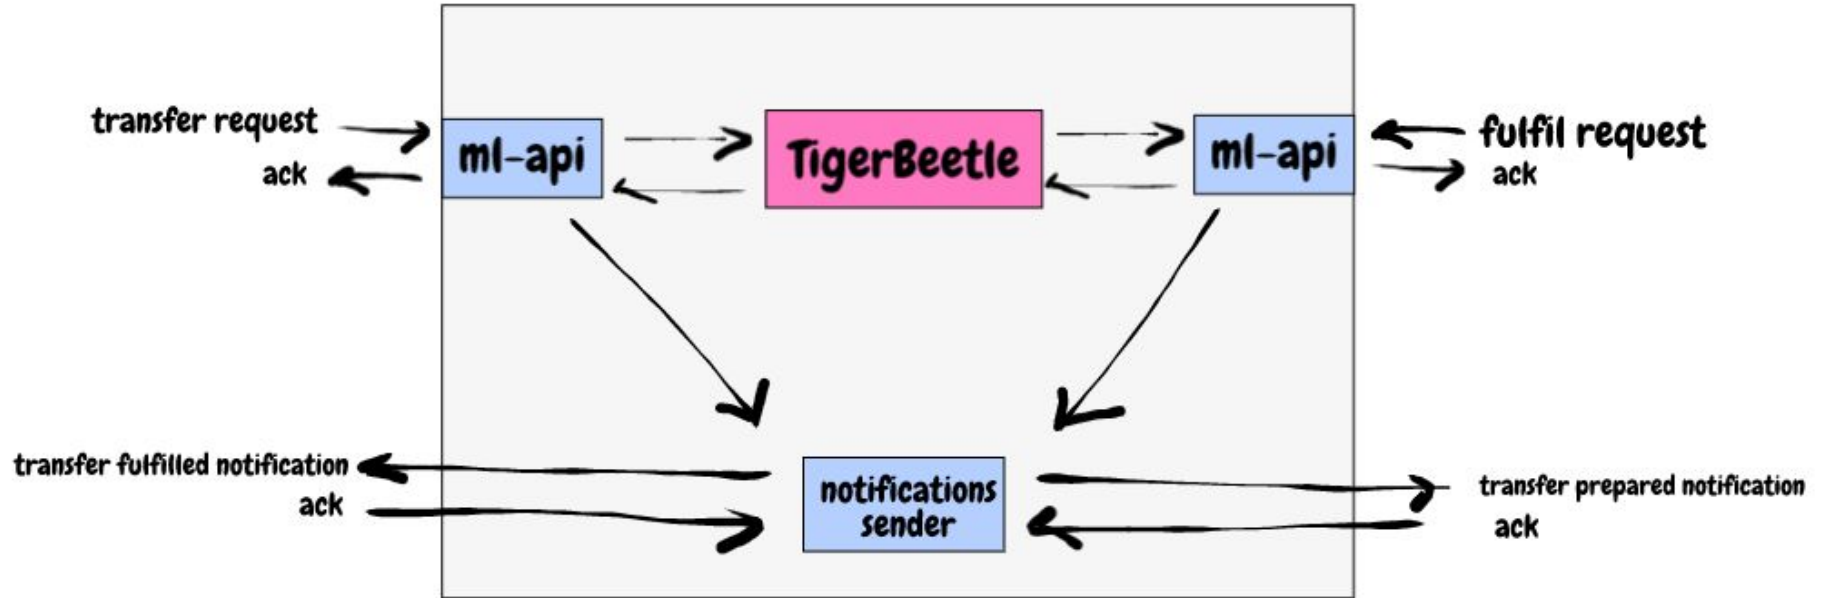 transfer request
ack
ml-api
TigerBeetle
ml-api
fulfil request
ack
transfer fulfilled notification
ack
notifications
sender
transfer prepared notification
ack